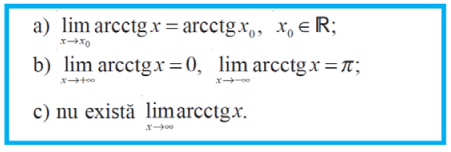 a) lim arcctg x = arcctg x₀, x₀ ∈ ℝ;
x→x₀
b) lim arcctg x = 0, lim arcctg x = π;
x→+∞ x→−∞
c) nu există lim arcctg x.
x→∞